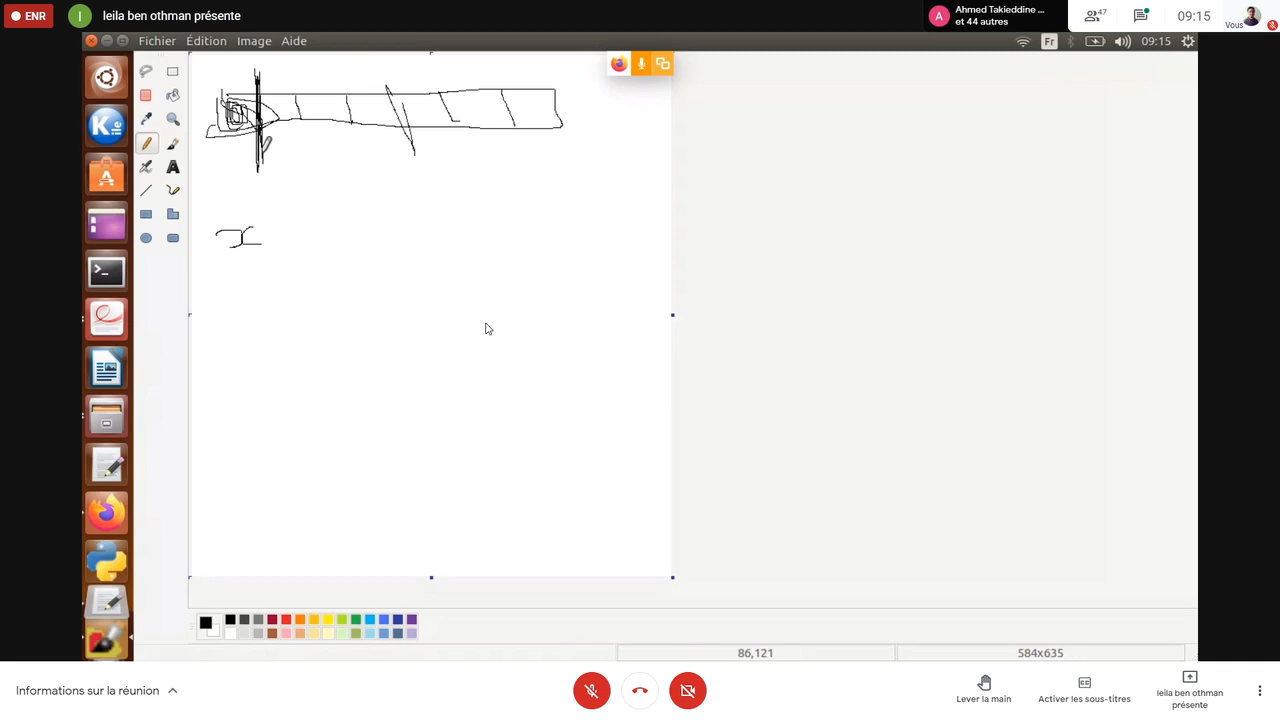 ENR
l
leila ben othman présente
A
Ahmed Takieddine ...
et 44 autres
47
09:15
Vous
Fichier Édition Image Aide
Fr
09:15
x
86,121
584x635
Informations sur la réunion
Lever la main
Activer les sous-titres
leila ben othman
présente